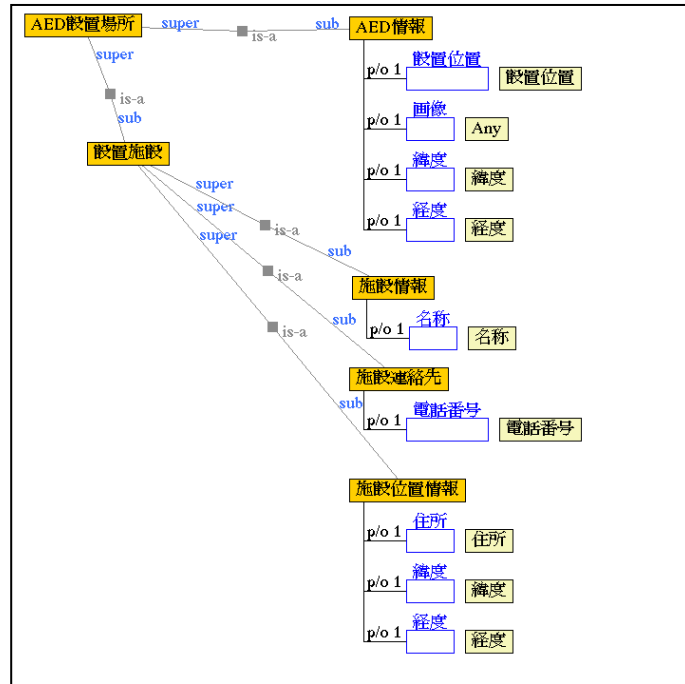 AED設置場所 super is-a sub AED情報
super
is-a
sub
設置施設
設置位置
p/o 1 設置位置
画像
p/o 1 Any
緯度
p/o 1 緯度
経度
p/o 1 経度
super
super
super
is-a
is-a
is-a
sub
施設情報
名称
p/o 1 名称
sub
施設連絡先
電話番号
p/o 1 電話番号
sub
施設位置情報
住所
p/o 1 住所
緯度
p/o 1 緯度
経度
p/o 1 経度